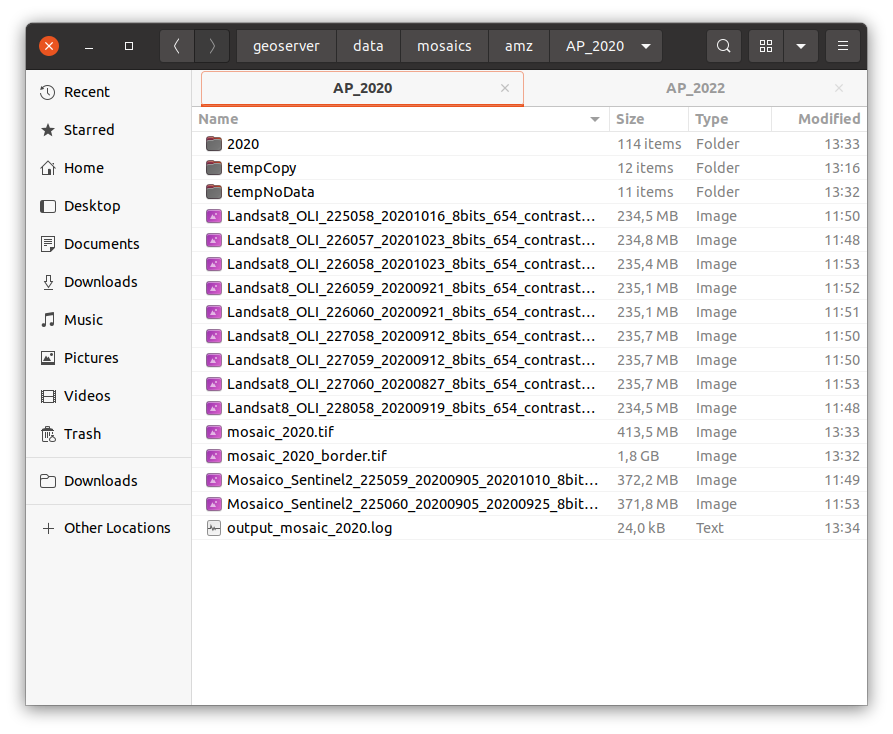 geoserver data mosaics amz AP_2020
Recent
Starred
Home
Desktop
Documents
Downloads
Music
Pictures
Videos
Trash
Downloads
Other Locations
AP_2020 AP_2022
Name Size Type Modified
2020 114 items Folder 13:33
tempCopy 12 items Folder 13:16
tempNoData 11 items Folder 13:32
Landsat8_OLI_225058_20201016_8bits_654_contrast... 234,5 MB Image 11:50
Landsat8_OLI_226057_20201023_8bits_654_contrast... 234,8 MB Image 11:48
Landsat8_OLI_226058_20201023_8bits_654_contrast... 235,4 MB Image 11:53
Landsat8_OLI_226059_20200921_8bits_654_contrast... 235,1 MB Image 11:52
Landsat8_OLI_226060_20200921_8bits_654_contrast... 235,1 MB Image 11:51
Landsat8_OLI_227058_20200912_8bits_654_contrast... 235,7 MB Image 11:50
Landsat8_OLI_227059_20200912_8bits_654_contrast... 235,7 MB Image 11:50
Landsat8_OLI_227060_20200827_8bits_654_contrast... 235,7 MB Image 11:53
Landsat8_OLI_228058_20200919_8bits_654_contrast... 234,5 MB Image 11:48
mosaic_2020.tif 413,5 MB Image 13:33
mosaic_2020_border.tif 1,8 GB Image 13:32
Mosaico_Sentinel2_225059_20200905_20201010_8bit... 372,2 MB Image 11:49
Mosaico_Sentinel2_225060_20200905_20200925_8bit... 371,8 MB Image 11:53
output_mosaic_2020.log 24,0 kB Text 13:34